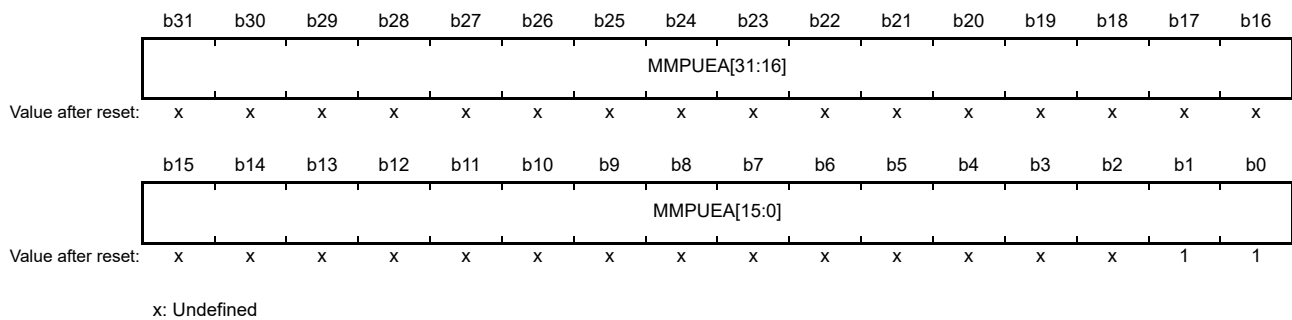 b31 b30 b29 b28 b27 b26 b25 b24 b23 b22 b21 b20 b19 b18 b17 b16
MMPUEA[31:16]
Value after reset: x x x x x x x x x x x x x x x x
b15 b14 b13 b12 b11 b10 b9 b8 b7 b6 b5 b4 b3 b2 b1 b0
MMPUEA[15:0]
Value after reset: x x x x x x x x x x x x x x 1 1
x: Undefined